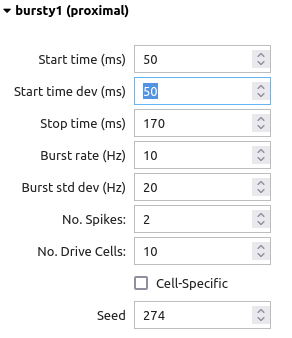 bursty1 (proximal)
Start time (ms) 50
Start time dev (ms) 50
Stop time (ms) 170
Burst rate (Hz) 10
Burst std dev (Hz) 20
No. Spikes: 2
No. Drive Cells: 10
Cell-Specific
Seed 274